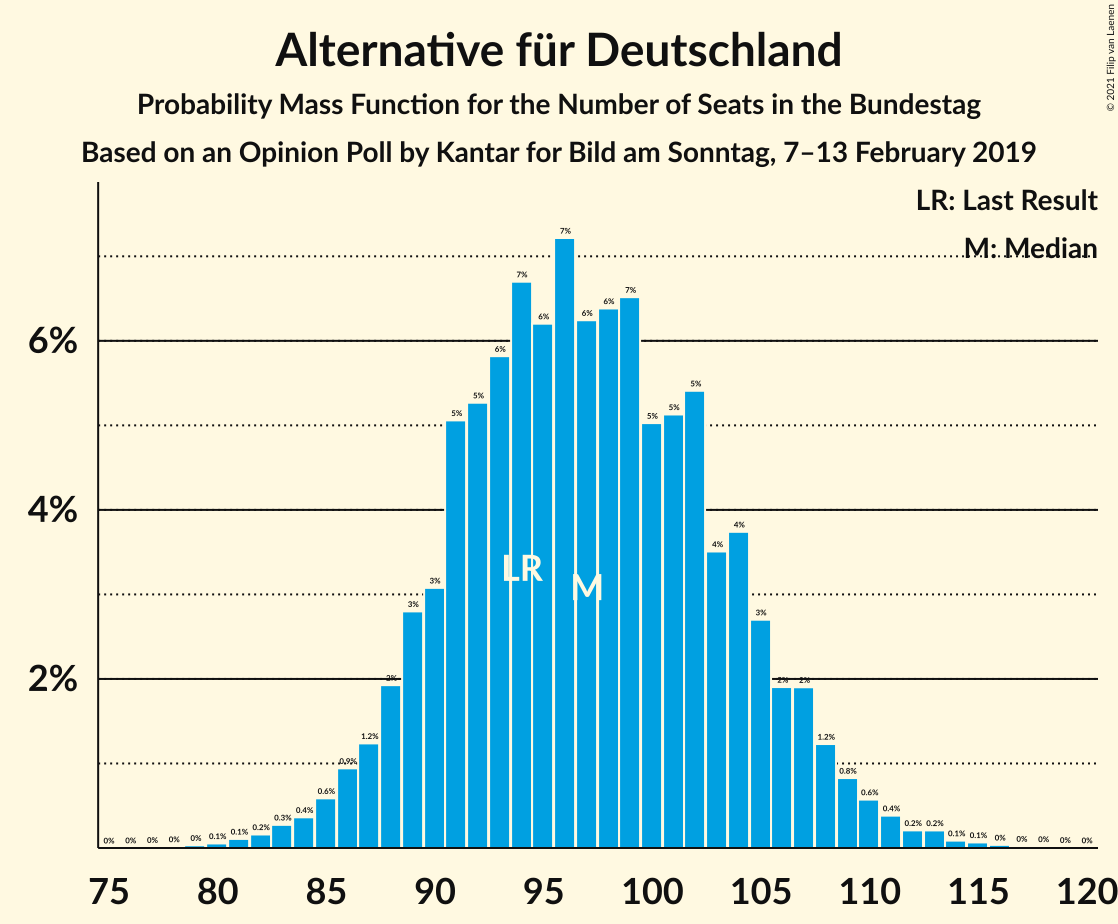 Alternative für Deutschland
Probability Mass Function for the Number of Seats in the Bundestag
Based on an Opinion Poll by Kantar for Bild am Sonntag, 7–13 February 2019
© 2021 Filip van Laenen
LR: Last Result
M: Median
6%
4%
2%
0% 0% 0% 0% 0% 0.1% 0.1% 0.2% 0.3% 0.4% 0.6% 0.9% 1.2% 2% 3% 3% 5% 5% 6% 7% 6% 7% 6% 6% 7% 5% 5% 5% 4% 4% 3% 2% 2% 1.2% 0.8% 0.6% 0.4% 0.2% 0.2% 0.1% 0.1% 0% 0% 0% 0% 0%
LR
M
75 80 85 90 95 100 105 110 115 120